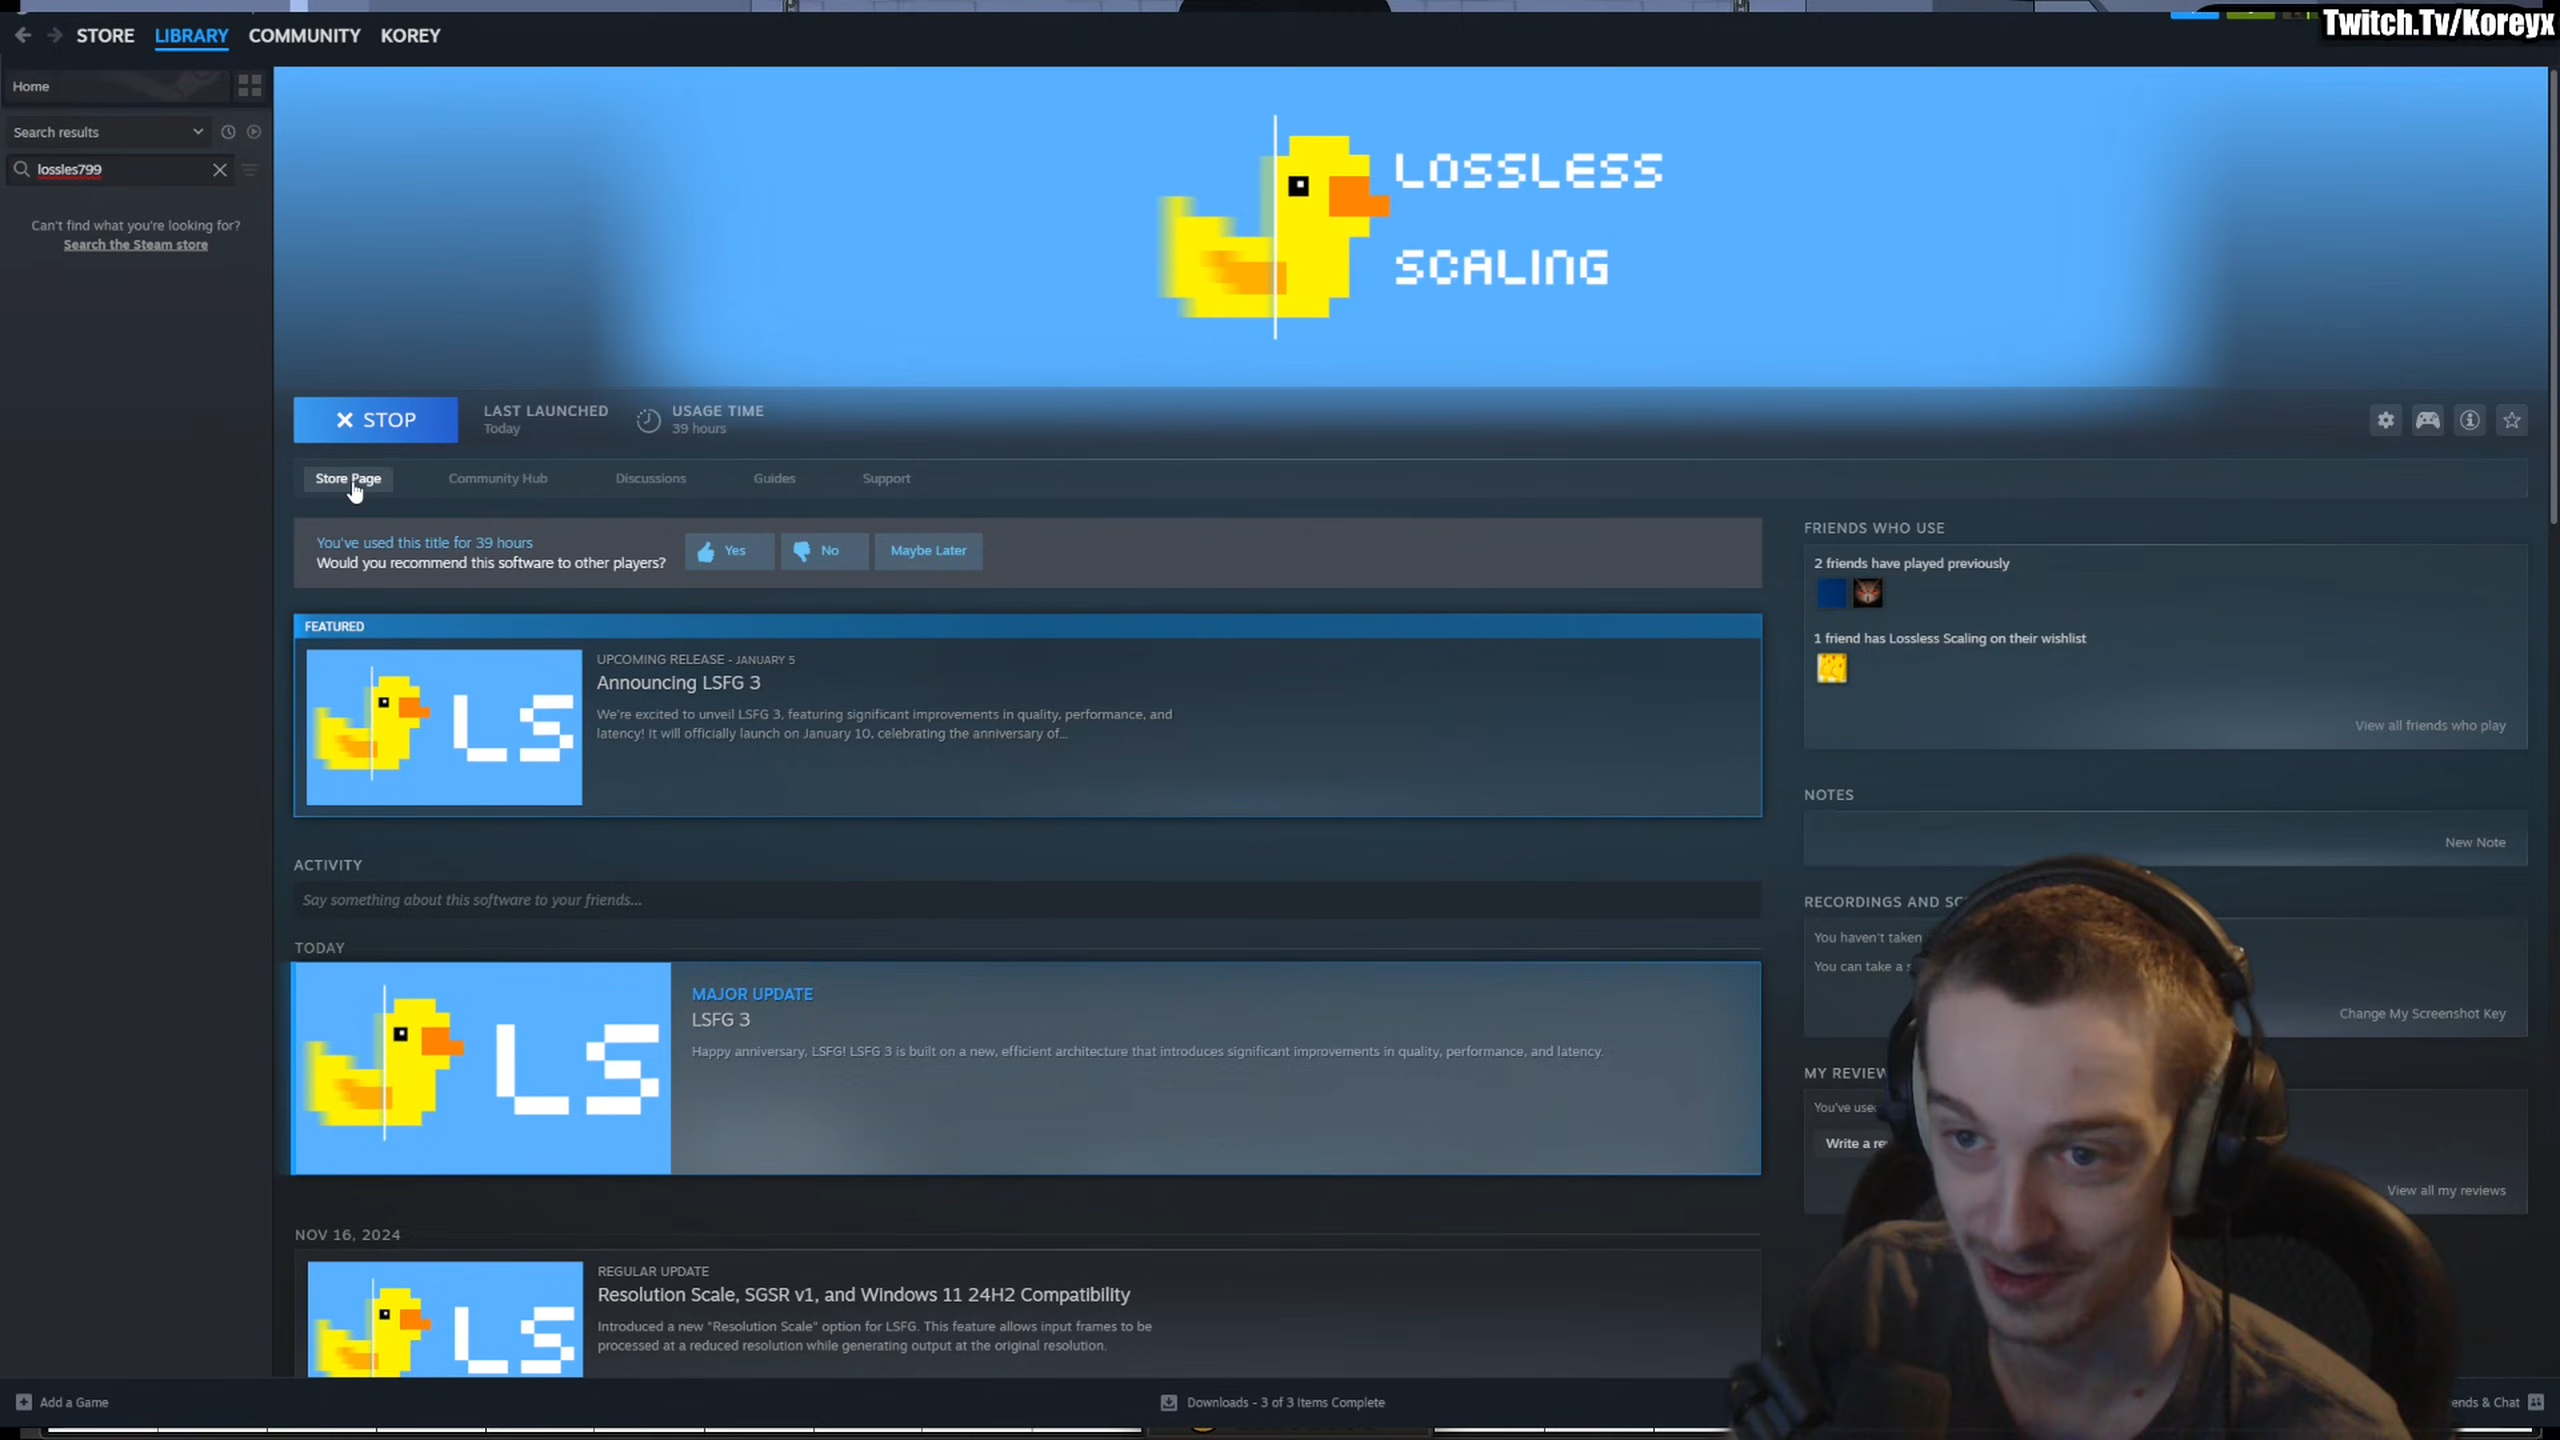 Twitch.Tv/Koreyx
STORE LIBRARY COMMUNITY KOREY
Home
Search results
lossles799
Can't find what you're looking for?
Search the Steam store
LOSSLESS
SCALING
STOP
LAST LAUNCHED
Today
USAGE TIME
39 hours
Store Page Community Hub Discussions Guides Support
You've used this title for 39 hours
Would you recommend this software to other players?
Yes No Maybe Later
FEATURED
LS
UPCOMING RELEASE - JANUARY 5
Announcing LSFG 3
We're excited to unveil LSFG 3, featuring significant improvements in quality, performance, and
latency! It will officially launch on January 10, celebrating the anniversary of...
ACTIVITY
Say something about this software to your friends...
TODAY
LS
MAJOR UPDATE
LSFG 3
Happy anniversary, LSFG! LSFG 3 is built on a new, efficient architecture that introduces significant improvements in quality, performance, and latency.
NOV 16, 2024
LS
REGULAR UPDATE
Resolution Scale, SGSR v1, and Windows 11 24H2 Compatibility
Introduced a new "Resolution Scale" option for LSFG. This feature allows input frames to be
processed at a reduced resolution while generating output at the original resolution.
FRIENDS WHO USE
2 friends have played previously
1 friend has Lossless Scaling on their wishlist
View all friends who play
NOTES
New Note
RECORDINGS AND
You haven't taken
You can take a
Change My Screenshot Key
MY REVIEW
You've
Write a
View all my reviews
Add a Game
Downloads - 3 of 3 Items Complete
& Chat